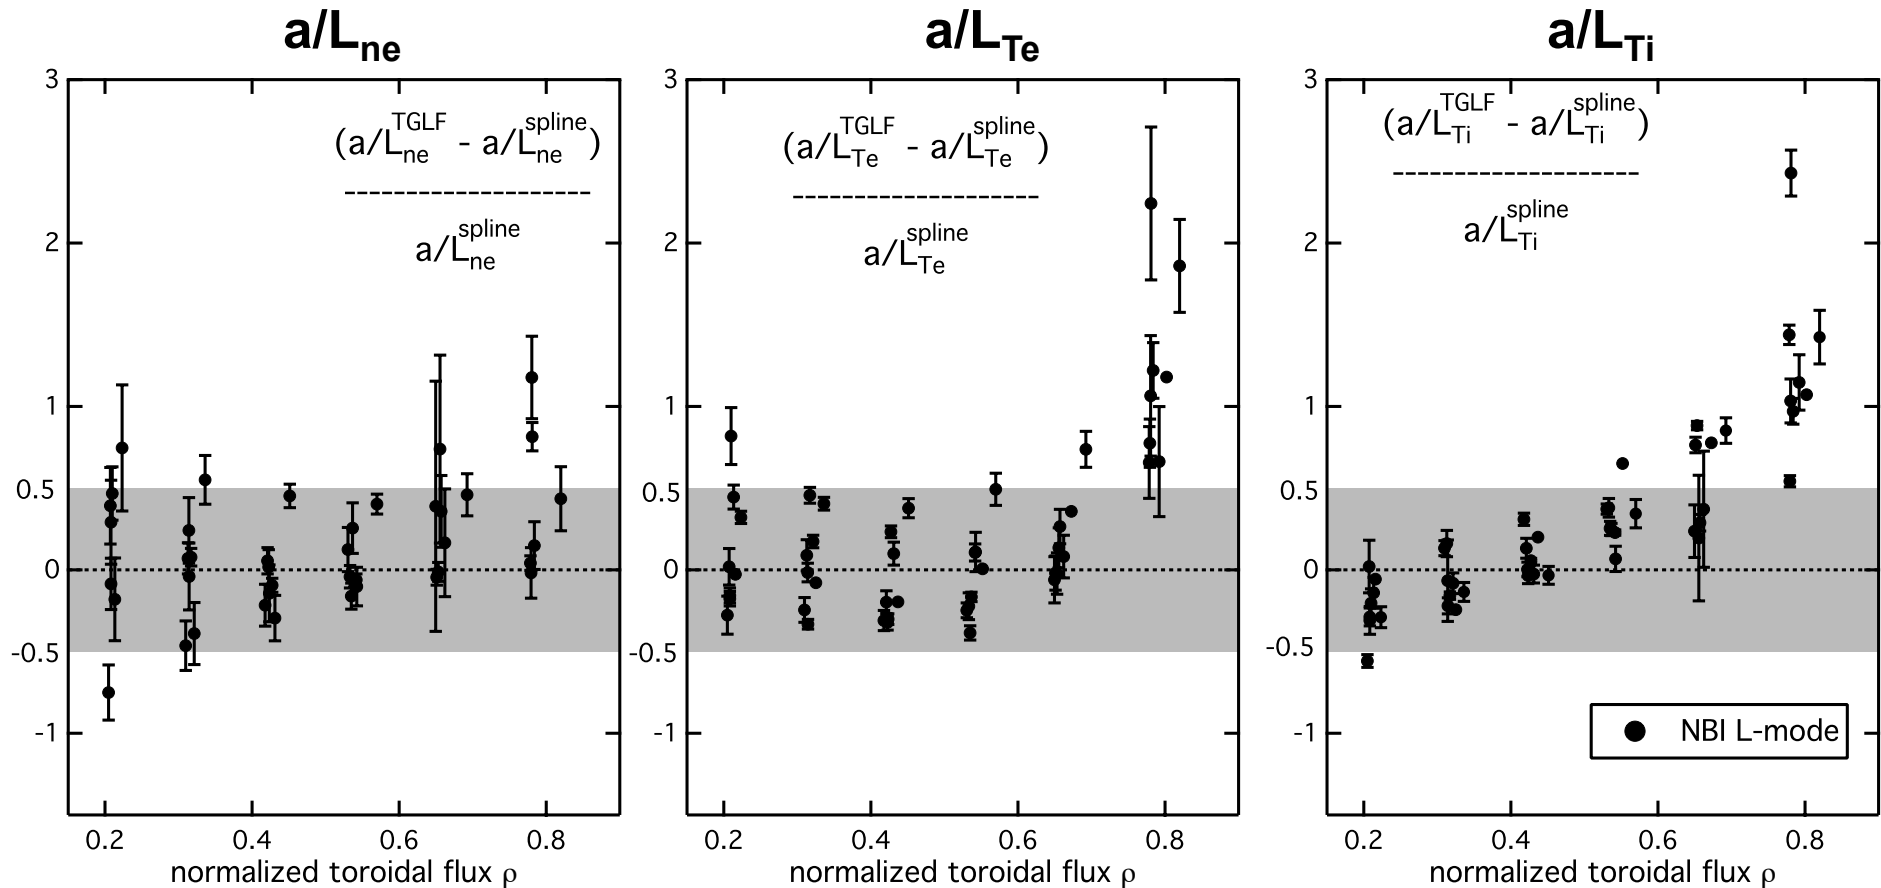 a/Lne
3
2
1
0.5
0
-0.5
-1
(a/LneTGLF - a/Lnespline)
a/Lnespline
0.2 0.4 0.6 0.8
normalized toroidal flux ρ
a/LTe
3
2
1
0.5
0
-0.5
-1
(a/LTeTGLF - a/LTespline)
a/LTespline
0.2 0.4 0.6 0.8
normalized toroidal flux ρ
a/LTi
3
2
1
0.5
0
-0.5
-1
(a/LTiTGLF - a/LTispline)
a/LTispline
NBI L-mode
0.2 0.4 0.6 0.8
normalized toroidal flux ρ